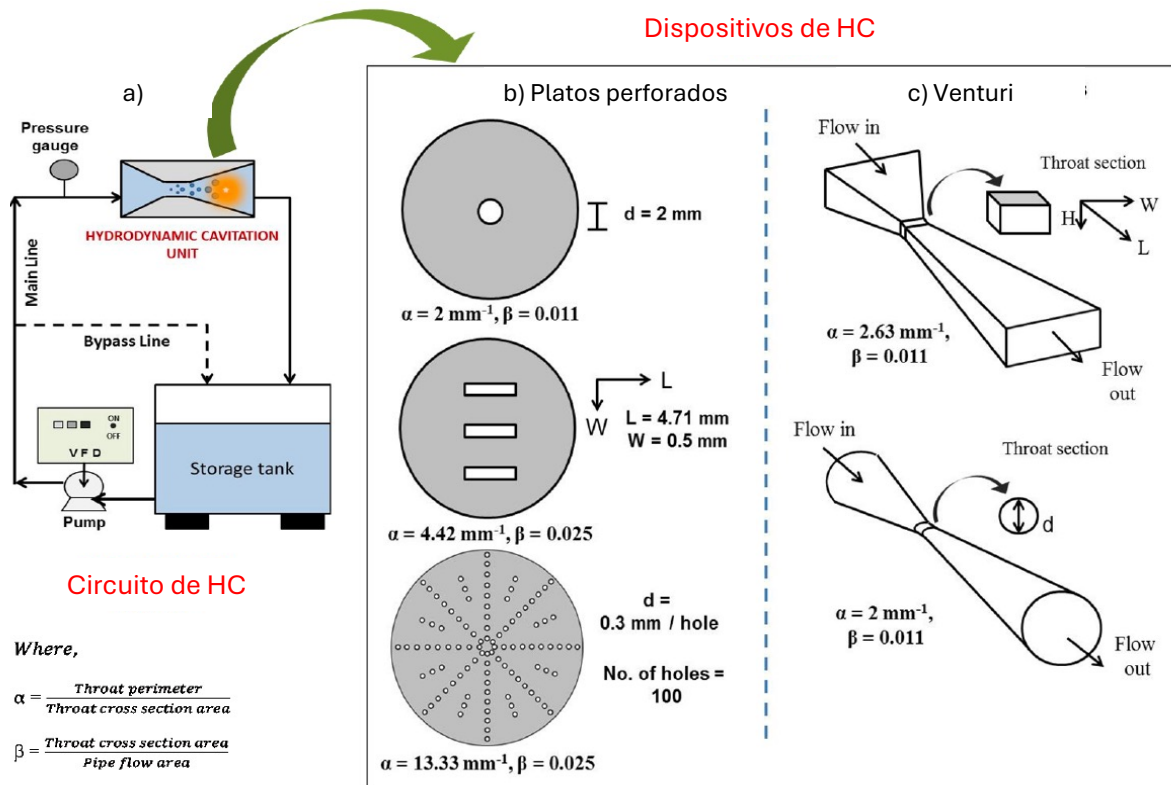 Dispositivos de HC
a)
Pressure
gauge
HYDRODYNAMIC CAVITATION
UNIT
Main Line
Bypass Line
ON
OFF
V F D
Pump
Storage tank
Circuito de HC
Where,
α = Throat perimeter / Throat cross section area
β = Throat cross section area / Pipe flow area
b) Platos perforados
d = 2 mm
α = 2 mm⁻¹, β = 0.011
L
W
L = 4.71 mm
W = 0.5 mm
α = 4.42 mm⁻¹, β = 0.025
d =
0.3 mm / hole
No. of holes =
100
α = 13.33 mm⁻¹, β = 0.025
c) Venturi
Flow in
Throat section
H
W
L
α = 2.63 mm⁻¹,
β = 0.011
Flow
out
Flow in
Throat section
d
α = 2 mm⁻¹,
β = 0.011
Flow
out